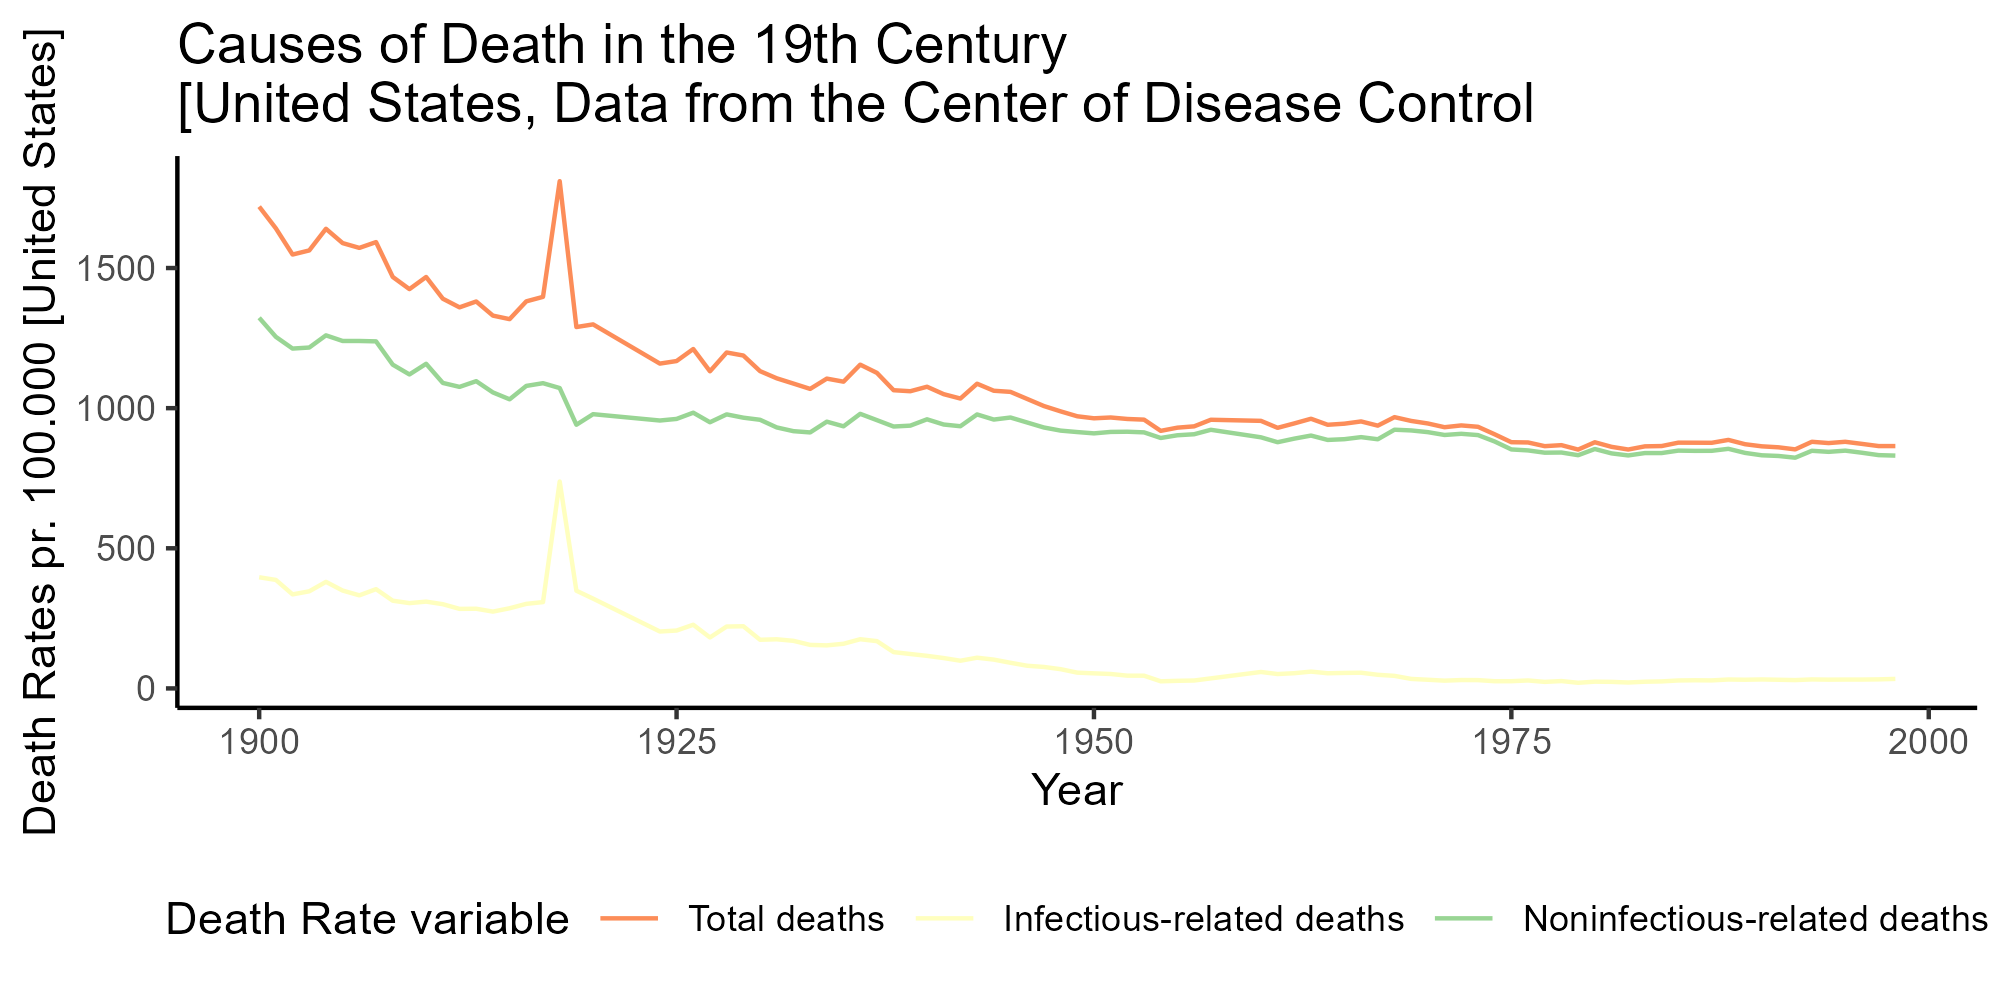 Causes of Death in the 19th Century
[United States, Data from the Center of Disease Control
Death Rates pr. 100.000 [United States]
1500
1000
500
0
1900 1925 1950 1975 2000
Year
Death Rate variable Total deaths Infectious-related deaths Noninfectious-related deaths